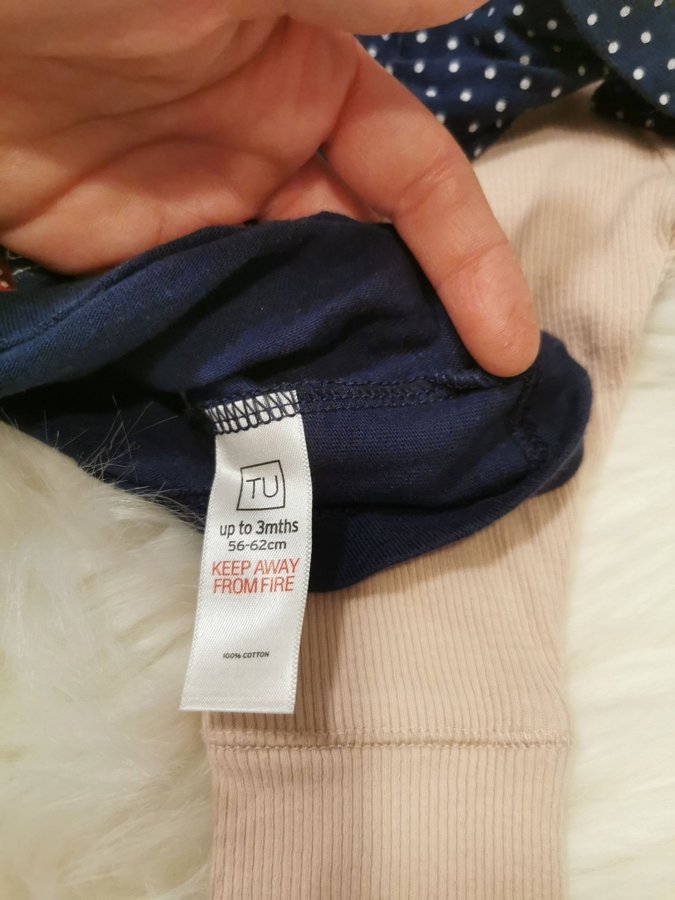 TU
up to 3mths
56-62cm
KEEP AWAY
FROM FIRE
100% COTTON